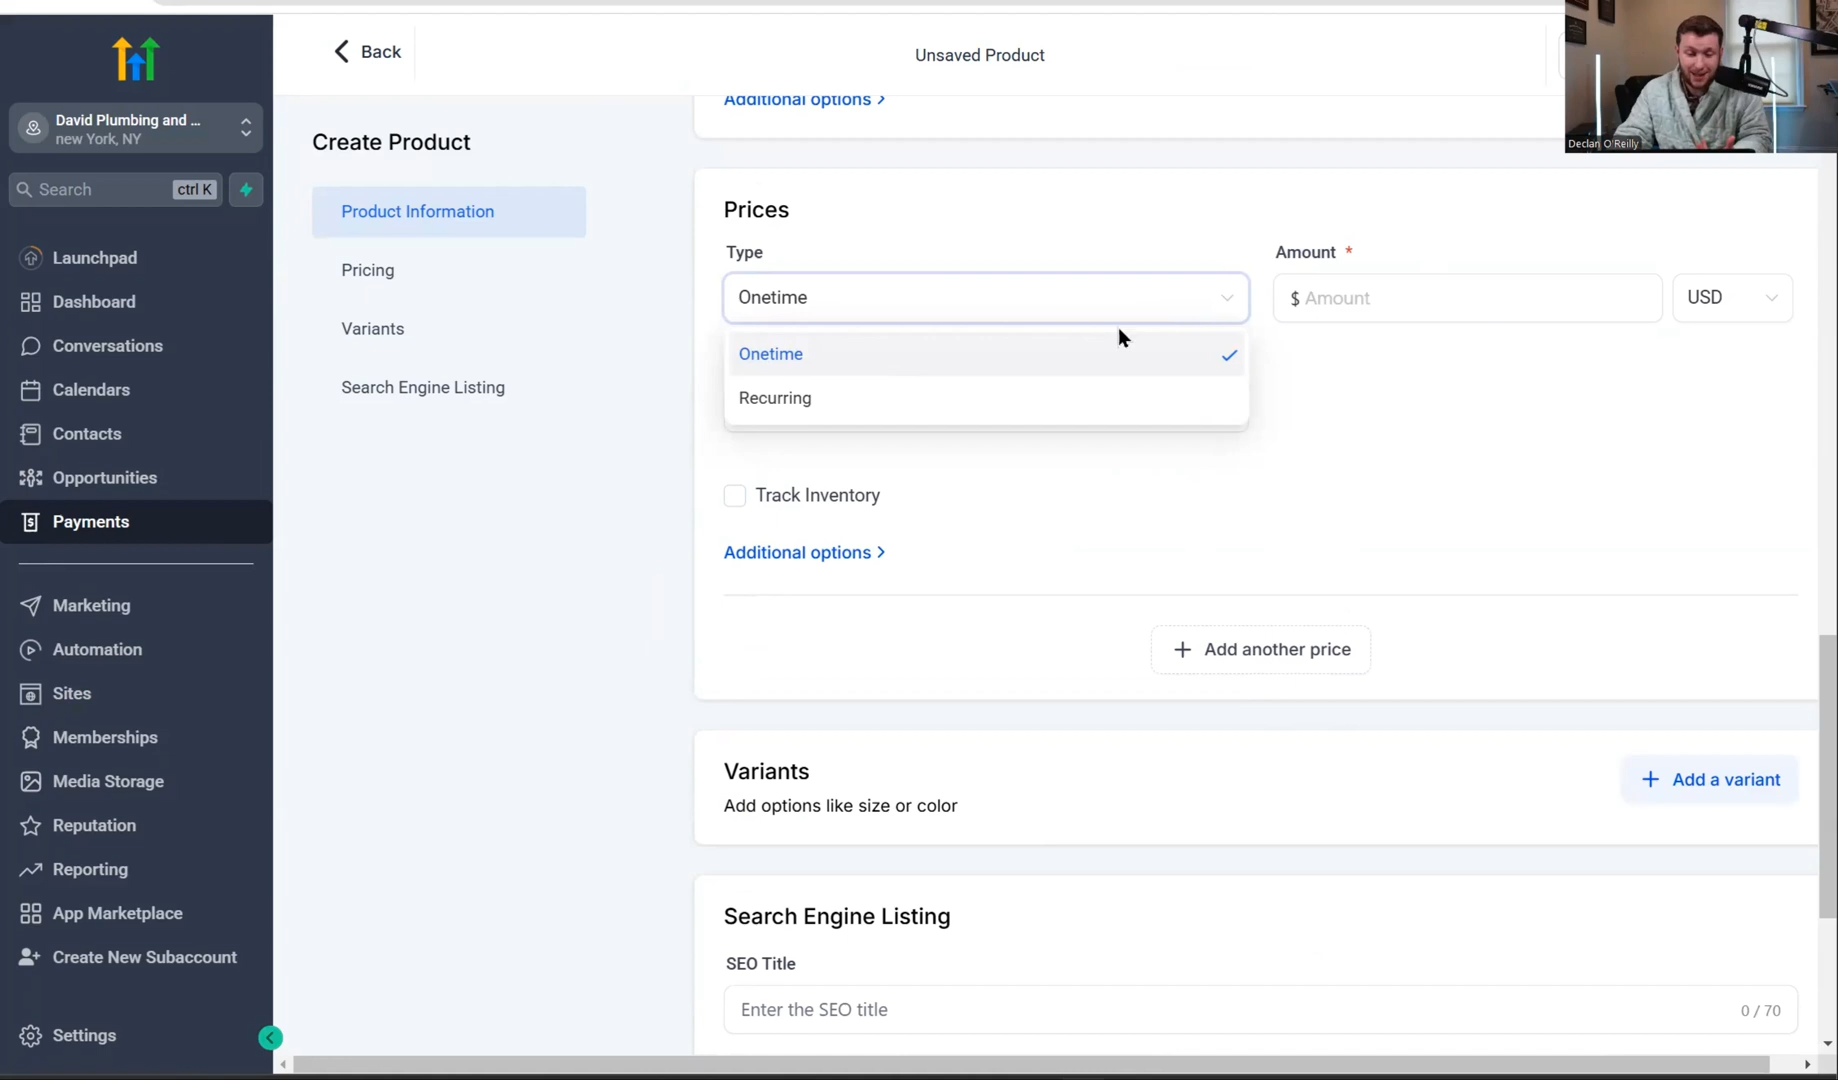 Back
Unsaved Product
Declan O'Reilly
David Plumbing and ...
new York, NY
Search
ctrl K
Launchpad
Dashboard
Conversations
Calendars
Contacts
Opportunities
Payments
Marketing
Automation
Sites
Memberships
Media Storage
Reputation
Reporting
App Marketplace
Create New Subaccount
Settings
Create Product
Product Information
Pricing
Variants
Search Engine Listing
Additional options
Prices
Type
Amount *
Onetime
$ Amount
USD
Onetime
Recurring
Track Inventory
Additional options
+ Add another price
Variants
Add options like size or color
+ Add a variant
Search Engine Listing
SEO Title
Enter the SEO title
0 / 70